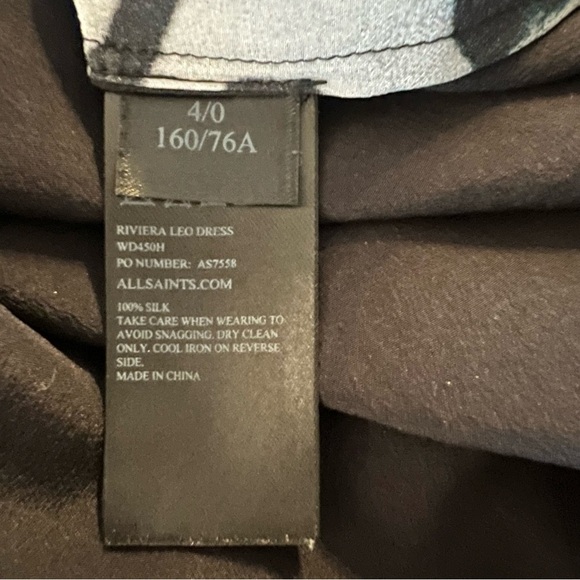 4/0
160/76A
RIVIERA LEO DRESS
WD450H
PO NUMBER: AS7558
ALLSAINTS.COM
100% SILK
TAKE CARE WHEN WEARING TO
AVOID SNAGGING. DRY CLEAN
ONLY. COOL IRON ON REVERSE
SIDE.
MADE IN CHINA